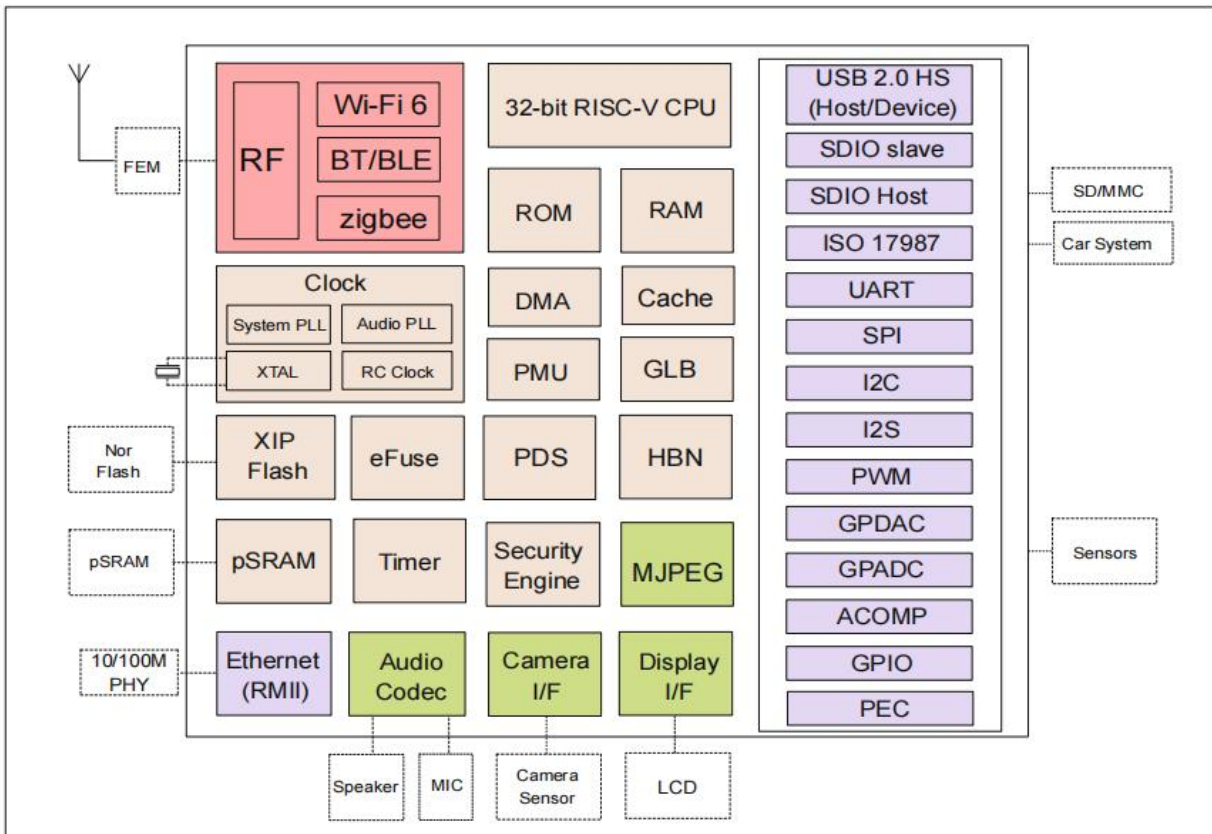 FEM
RF
Wi-Fi 6
BT/BLE
zigbee
32-bit RISC-V CPU
ROM
RAM
Clock
System PLL
Audio PLL
XTAL
RC Clock
DMA
Cache
PMU
GLB
Nor
Flash
XIP
Flash
eFuse
PDS
HBN
pSRAM
pSRAM
Timer
Security
Engine
MJPEG
10/100M
PHY
Ethernet
(RMII)
Audio
Codec
Camera
I/F
Display
I/F
Speaker
MIC
Camera
Sensor
LCD
USB 2.0 HS
(Host/Device)
SDIO slave
SDIO Host
ISO 17987
UART
SPI
I2C
I2S
PWM
GPDAC
GPADC
ACOMP
GPIO
PEC
SD/MMC
Car System
Sensors